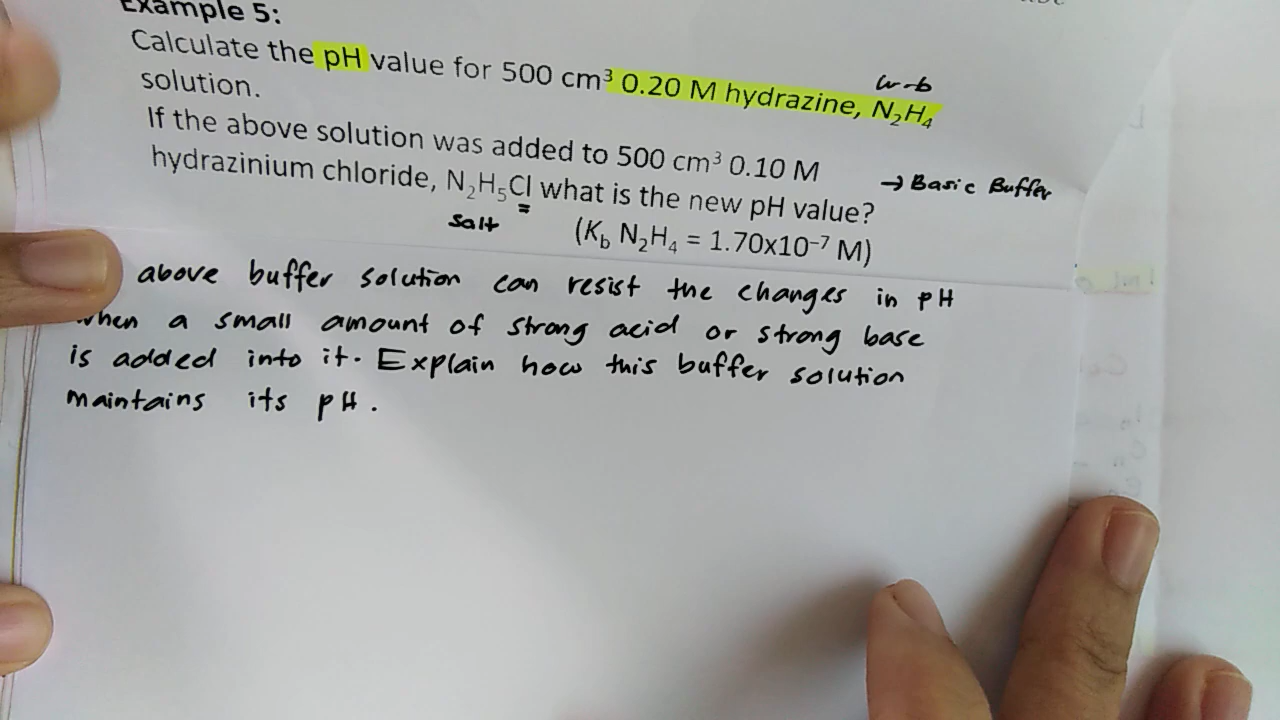 Example 5:
Calculate the pH value for 500 cm³ 0.20 M hydrazine, N₂H₄
w-b
solution.
If the above solution was added to 500 cm³ 0.10 M
hydrazinium chloride, N₂H₅Cl what is the new pH value?
→ Basic Buffer
salt
(K_b N₂H₄ = 1.70x10⁻⁷ M)
above buffer solution can resist the changes in pH
when a small amount of strong acid or strong base
is added into it. Explain how this buffer solution
maintains its pH.